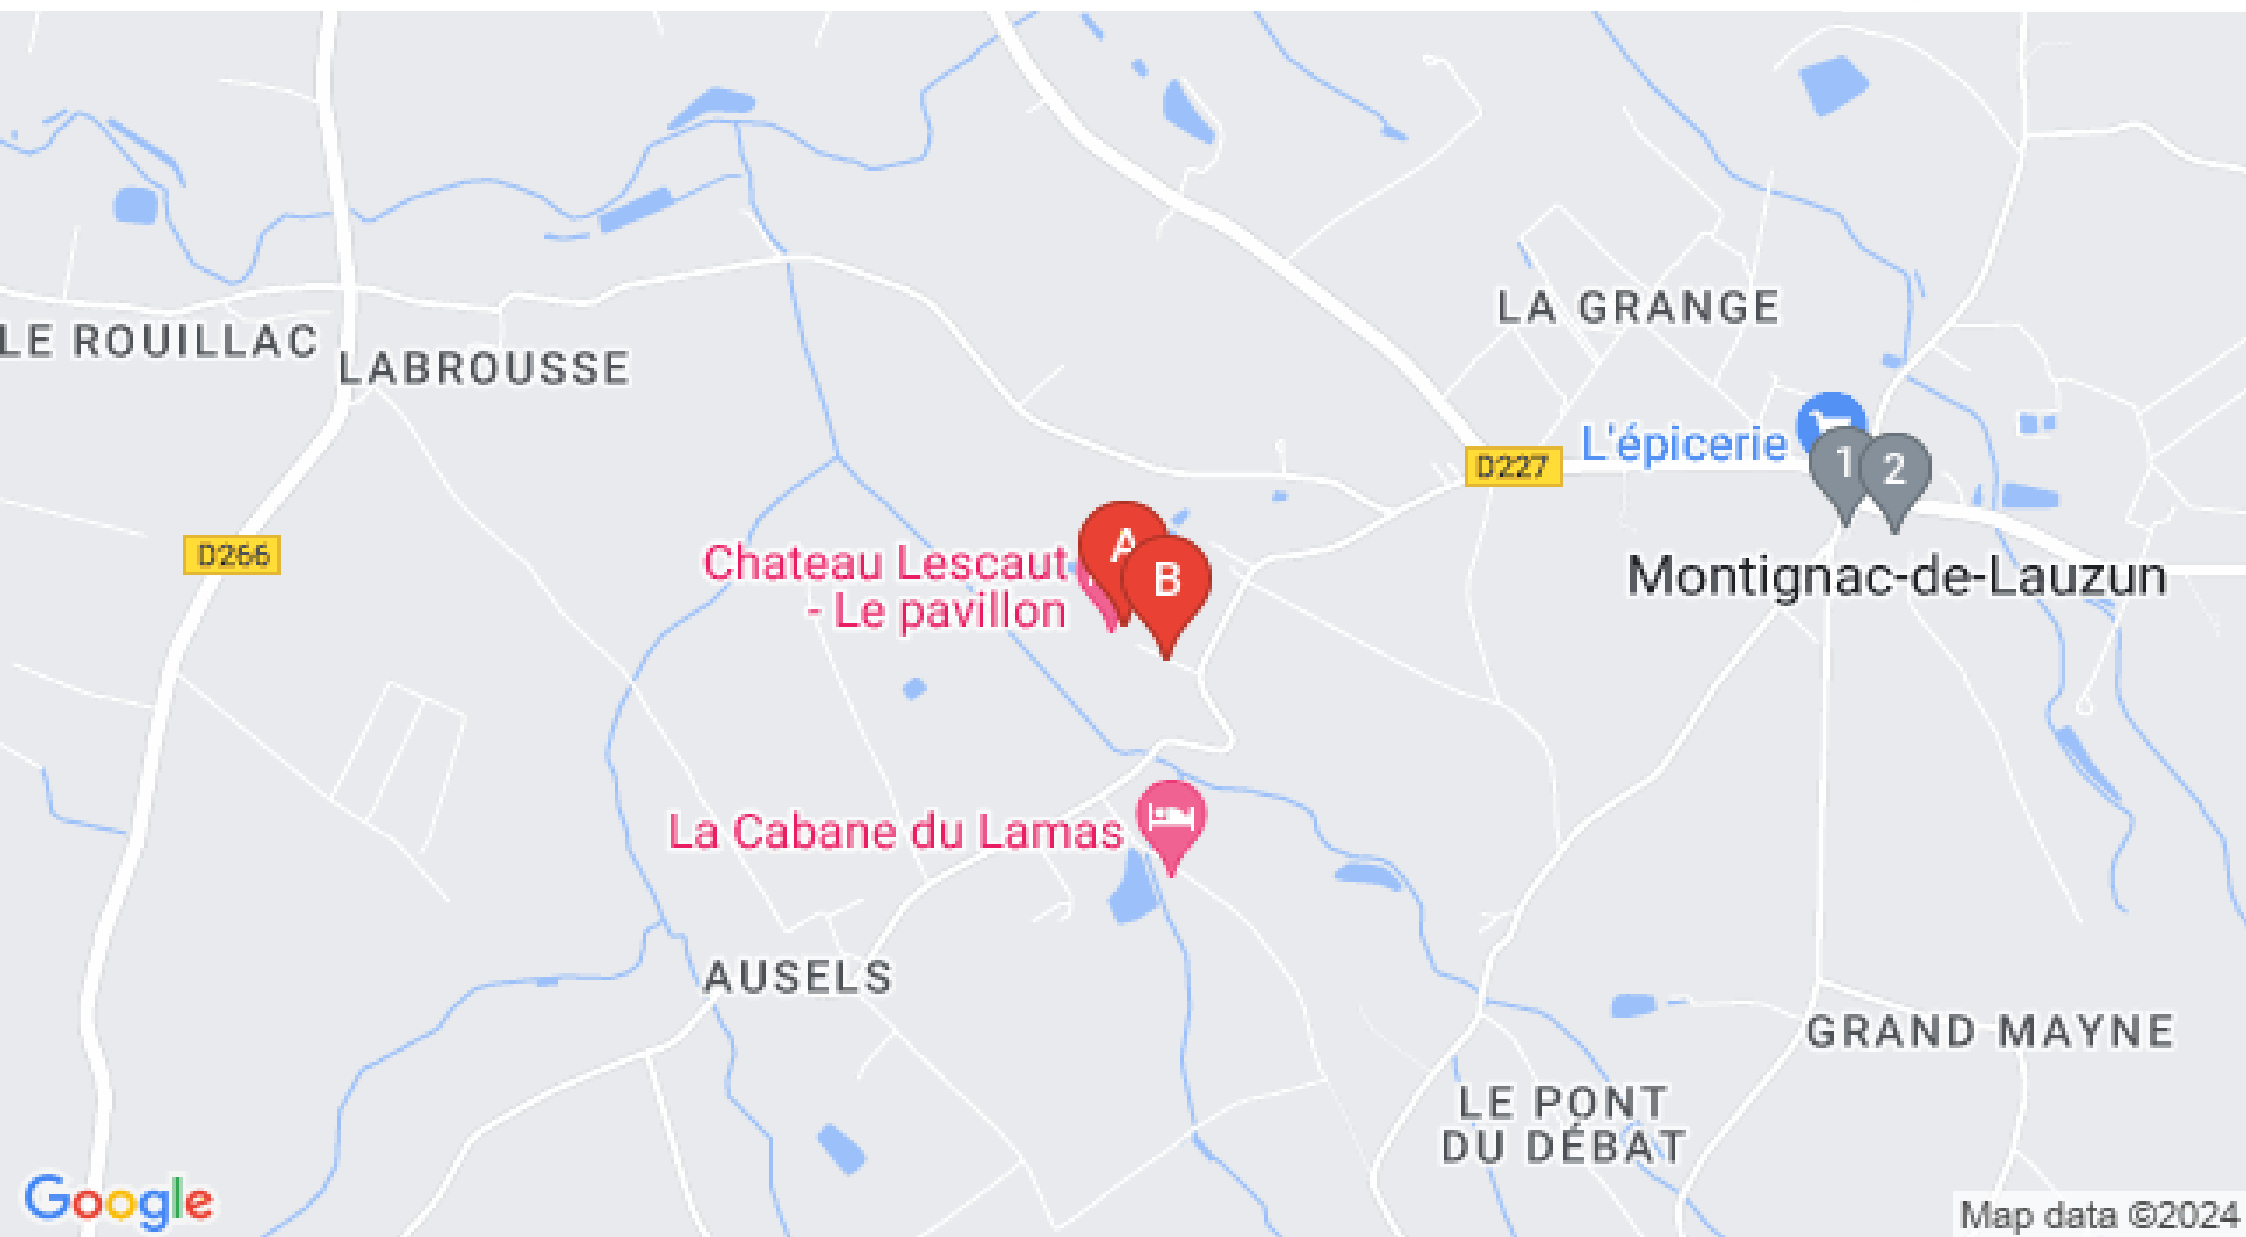 LA GRANGE
LE ROUILLAC
LABROUSSE
L'épicerie
D227
1
2
D266
A
B
Chateau Lescaut
- Le pavillon
Montignac-de-Lauzun
La Cabane du Lamas
AUSELS
GRAND MAYNE
LE PONT
DU DÉBAT
Google
Map data ©2024